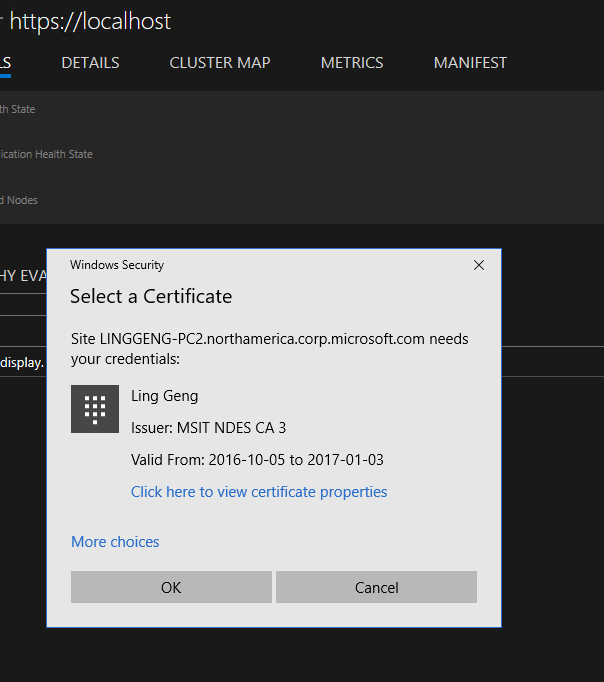 https://localhost
DETAILS CLUSTER MAP METRICS MANIFEST
th State
ication Health State
d Nodes
HY EVA
display.
Windows Security
Select a Certificate
Site LINGGENG-PC2.northamerica.corp.microsoft.com needs
your credentials:
Ling Geng
Issuer: MSIT NDES CA 3
Valid From: 2016-10-05 to 2017-01-03
Click here to view certificate properties
More choices
OK Cancel